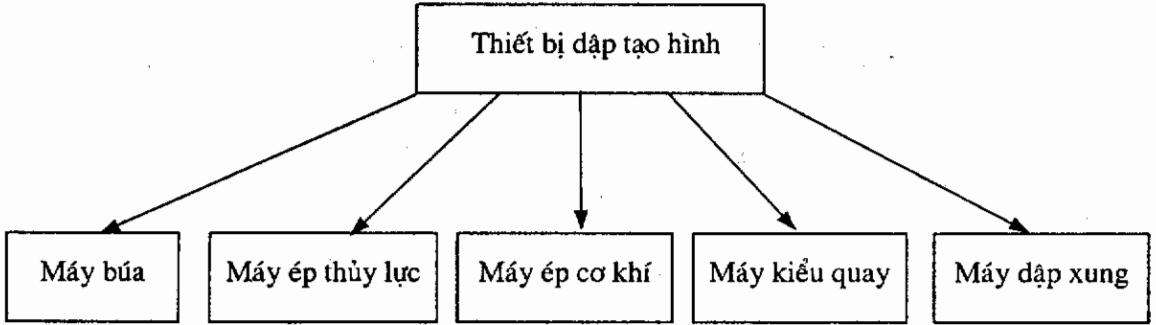 Thiết bị dập tạo hình
Máy búa
Máy ép thủy lực
Máy ép cơ khí
Máy kiểu quay
Máy dập xung